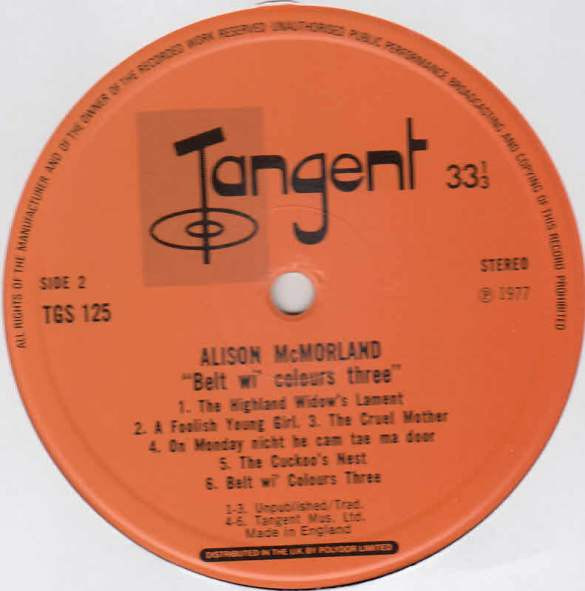 ALL RIGHTS OF THE MANUFACTURER AND OF THE OWNER OF THE RECORDED WORK RESERVED UNAUTHORISED PUBLIC PERFORMANCE BROADCASTING AND COPYING OF THIS RECORD PROHIBITED
Tangent
33⅓
SIDE 2
TGS 125
STEREO
℗ 1977
ALISON McMORLAND
"Belt wi' colours three"
1. The Highland Widow's Lament
2. A Foolish Young Girl. 3. The Cruel Mother
4. On Monday nicht he cam tae ma door
5. The Cuckoo's Nest
6. Belt wi' Colours Three
1-3. Unpublished/Trad.
4-6. Tangent Mus. Ltd.
Made in England
DISTRIBUTED IN THE UK BY POLYDOR LIMITED